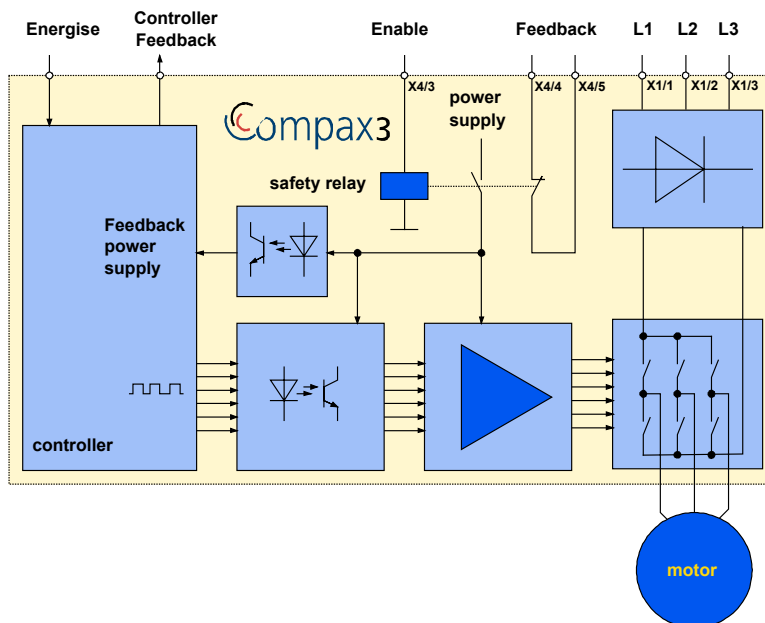 Energise
Controller
Feedback
Enable
Feedback
L1
L2
L3
X4/3
X4/4
X4/5
X1/1
X1/2
X1/3
Compax3
power
supply
safety relay
Feedback
power
supply
controller
motor